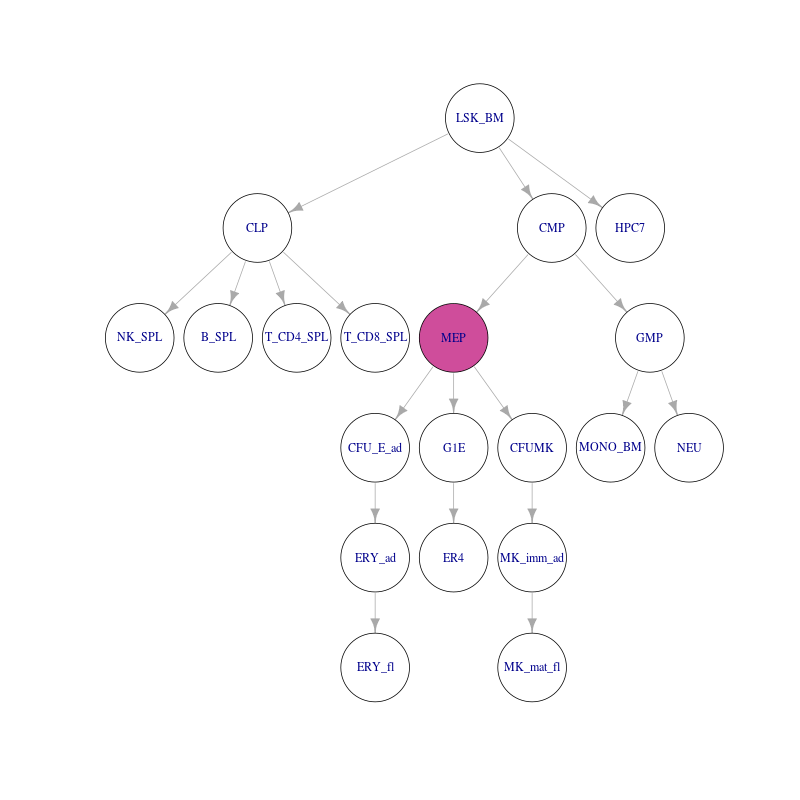 LSK_BM
CLP
CMP
HPC7
NK_SPL
B_SPL
T_CD4_SPL
T_CD8_SPL
MEP
GMP
CFU_E_ad
G1E
CFUMK
MONO_BM
NEU
ERY_ad
ER4
MK_imm_ad
ERY_fl
MK_mat_fl